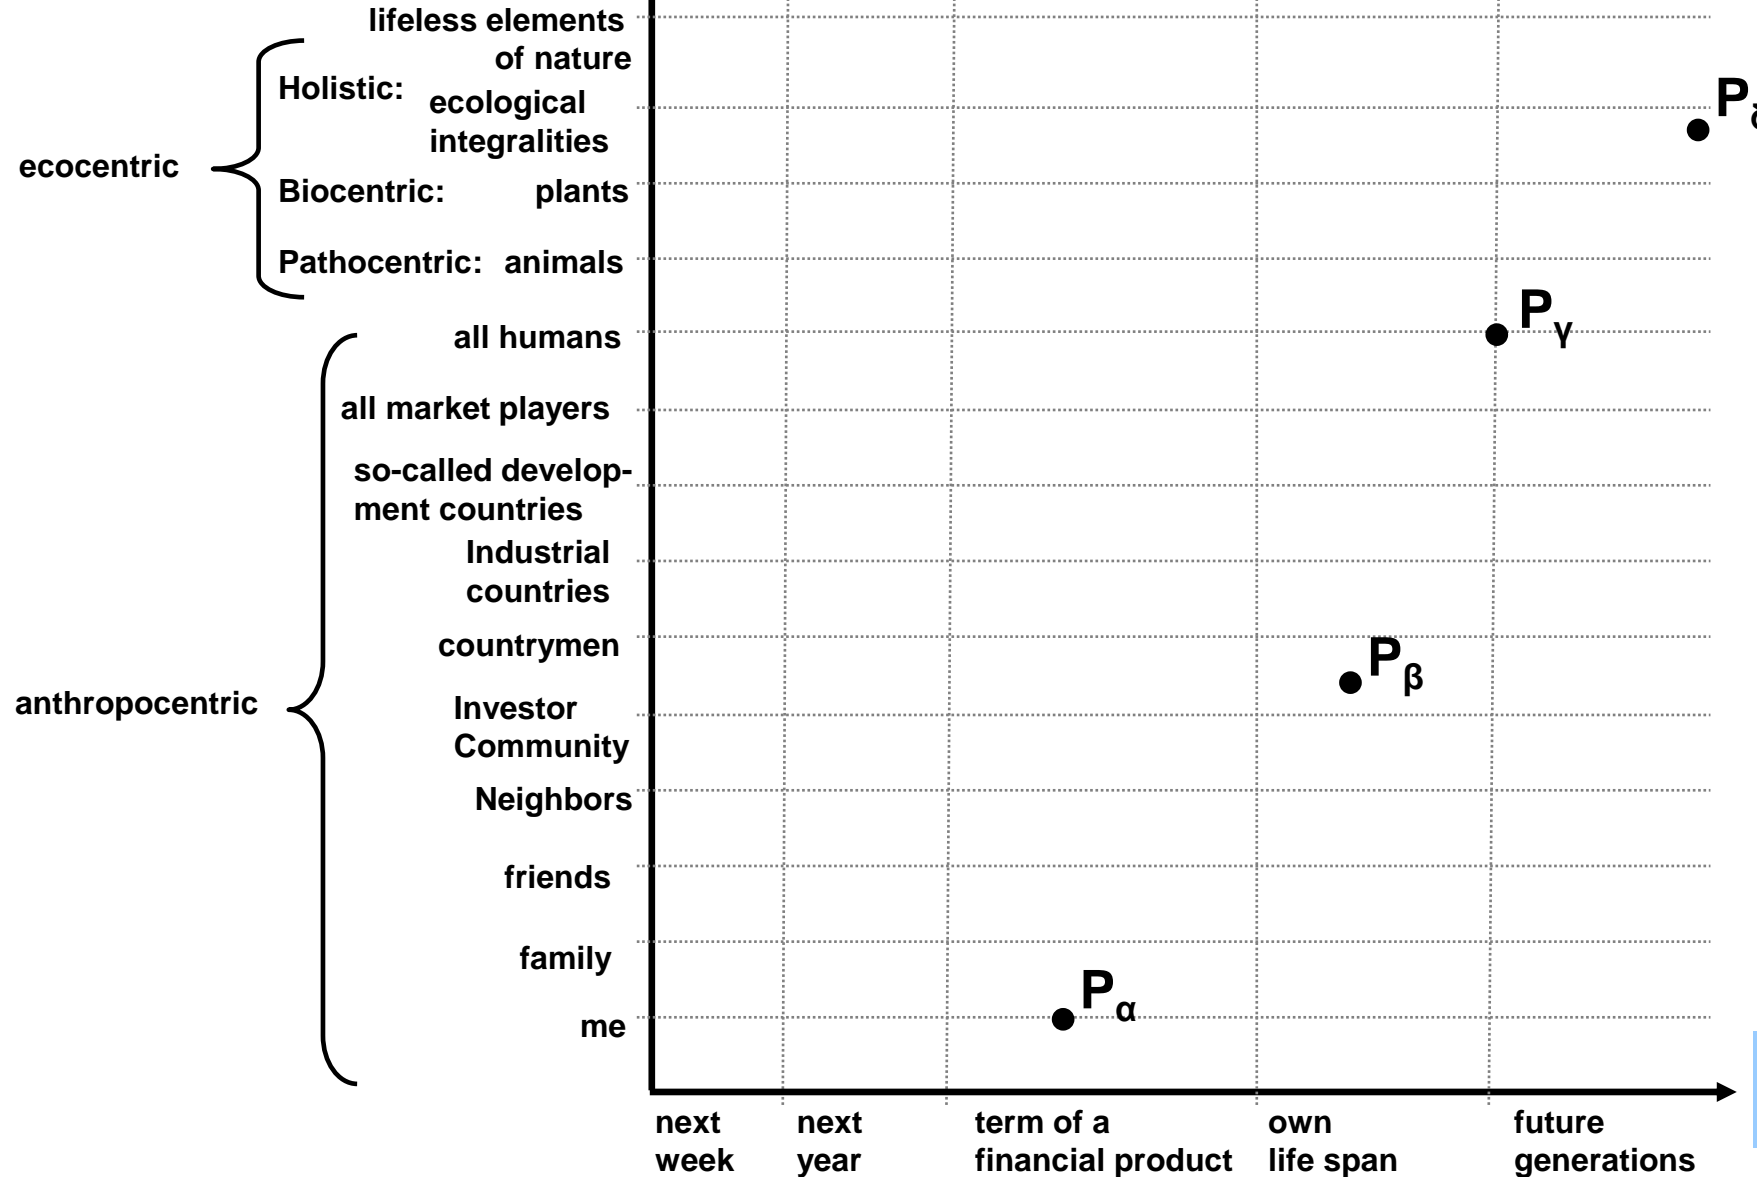 lifeless elements
of nature
Holistic:
ecological
integralities
P
ecocentric
Biocentric: plants
Pathocentric: animals
all humans
Pγ
all market players
so-called develop-
ment countries
Industrial
countries
countrymen
Pβ
anthropocentric
Investor
Community
Neighbors
friends
family
Pα
me
next
week
next
year
term of a
financial product
own
life span
future
generations